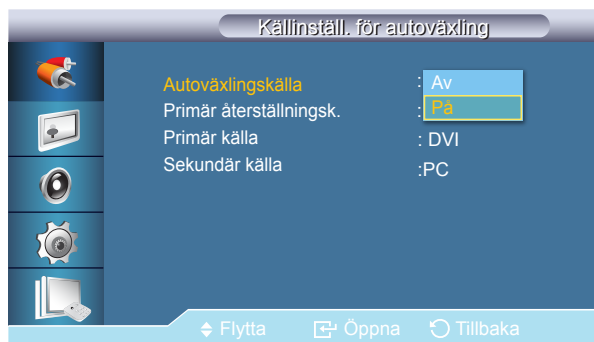 Källinställ. för autoväxling
Autoväxlingskälla : Av
Primär återställningsk. : På
Primär källa : DVI
Sekundär källa :PC
Flytta Öppna Tillbaka